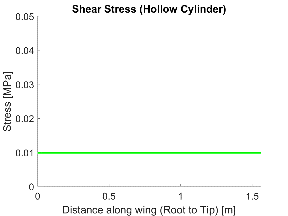 Shear Stress (Hollow Cylinder)
Stress [MPa]
0.05
0.04
0.03
0.02
0.01
0
0 0.5 1 1.5
Distance along wing (Root to Tip) [m]